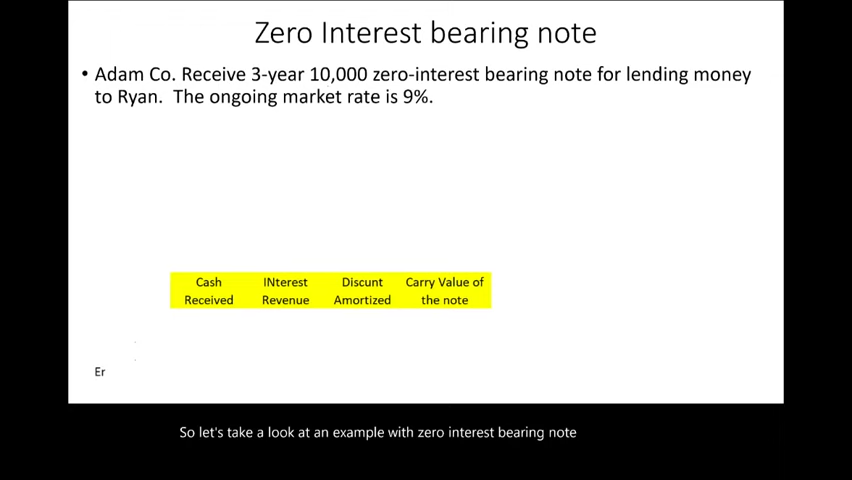 Zero Interest bearing note
• Adam Co. Receive 3-year 10,000 zero-interest bearing note for lending money
to Ryan. The ongoing market rate is 9%.
Cash INterest Discunt Carry Value of
Received Revenue Amortized the note
Er
So let's take a look at an example with zero interest bearing note